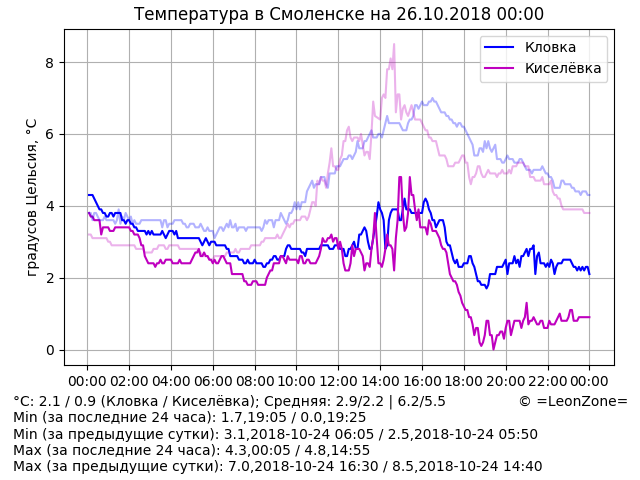 Температура в Смоленске на 26.10.2018 00:00
Кловка
Киселёвка
градусов Цельсия, °C
8
6
4
2
0
00:00 02:00 04:00 06:00 08:00 10:00 12:00 14:00 16:00 18:00 20:00 22:00 00:00
°C: 2.1 / 0.9 (Кловка / Киселёвка); Средняя: 2.9/2.2 | 6.2/5.5 © =LeonZone=
Min (за последние 24 часа): 1.7,19:05 / 0.0,19:25
Min (за предыдущие сутки): 3.1,2018-10-24 06:05 / 2.5,2018-10-24 05:50
Max (за последние 24 часа): 4.3,00:05 / 4.8,14:55
Max (за предыдущие сутки): 7.0,2018-10-24 16:30 / 8.5,2018-10-24 14:40